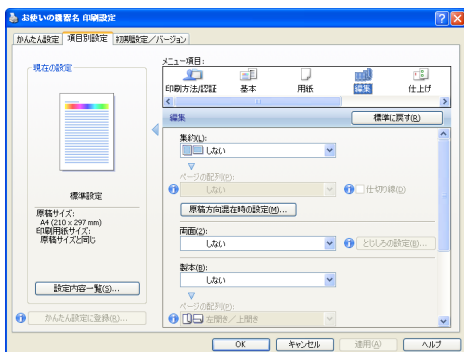 お使いの機器名 印刷設定
かんたん設定 項目別設定 初期設定／バージョン
現在の設定
標準設定
原稿サイズ:
A4 (210 x 297 mm)
印刷用紙サイズ:
原稿サイズと同じ
設定内容一覧(S)...
かんたん設定に登録(R)...
メニュー項目:
印刷方法/認証 基本 用紙 編集 仕上げ
編集 標準に戻す(R)
集約(L):
しない
ページの配列(P):
しない 仕切り線(D)
原稿方向混在時の設定(M)...
両面(2):
しない とじしろの設定(B)...
製本(B):
しない
ページの配列(P):
左開き／上開き
OK キャンセル 適用(A) ヘルプ